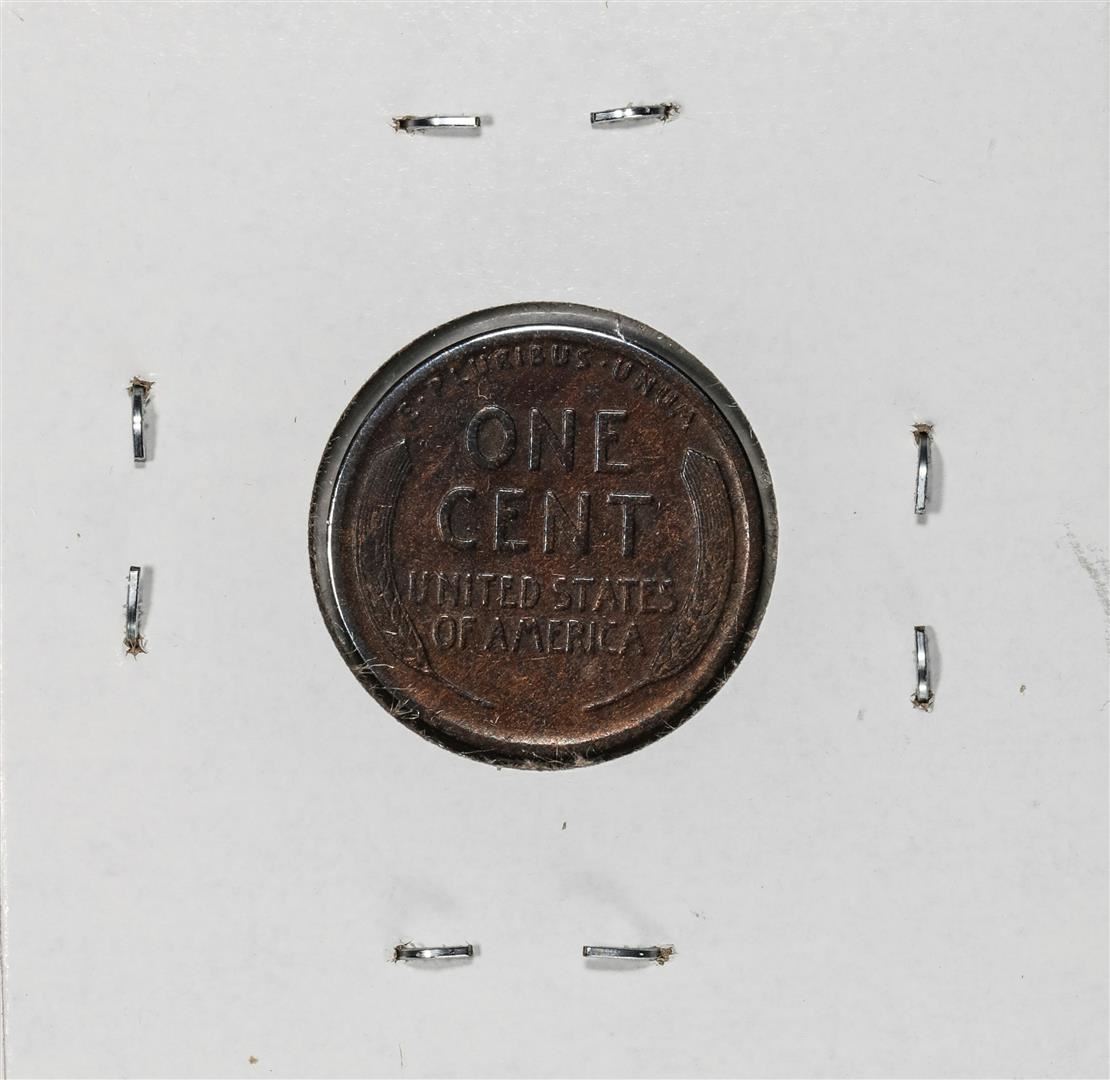 E · PLURIBUS · UNUM
ONE
CENT
UNITED STATES
OF AMERICA